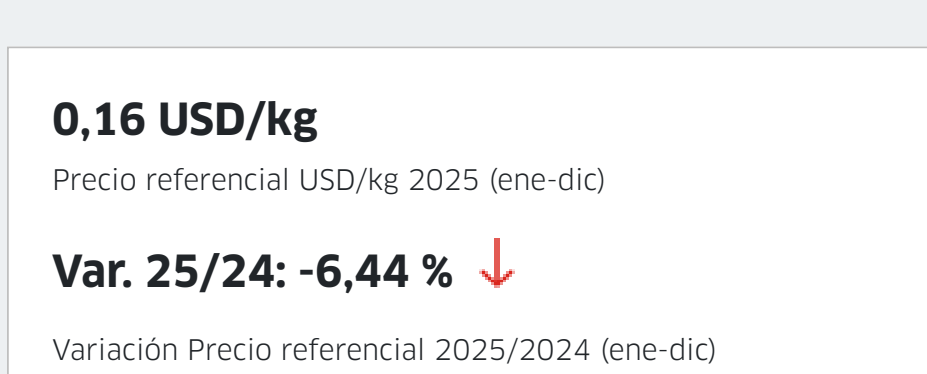 0,16 USD/kg
Precio referencial USD/kg 2025 (ene-dic)
Var. 25/24: -6,44 %
Variación Precio referencial 2025/2024 (ene-dic)